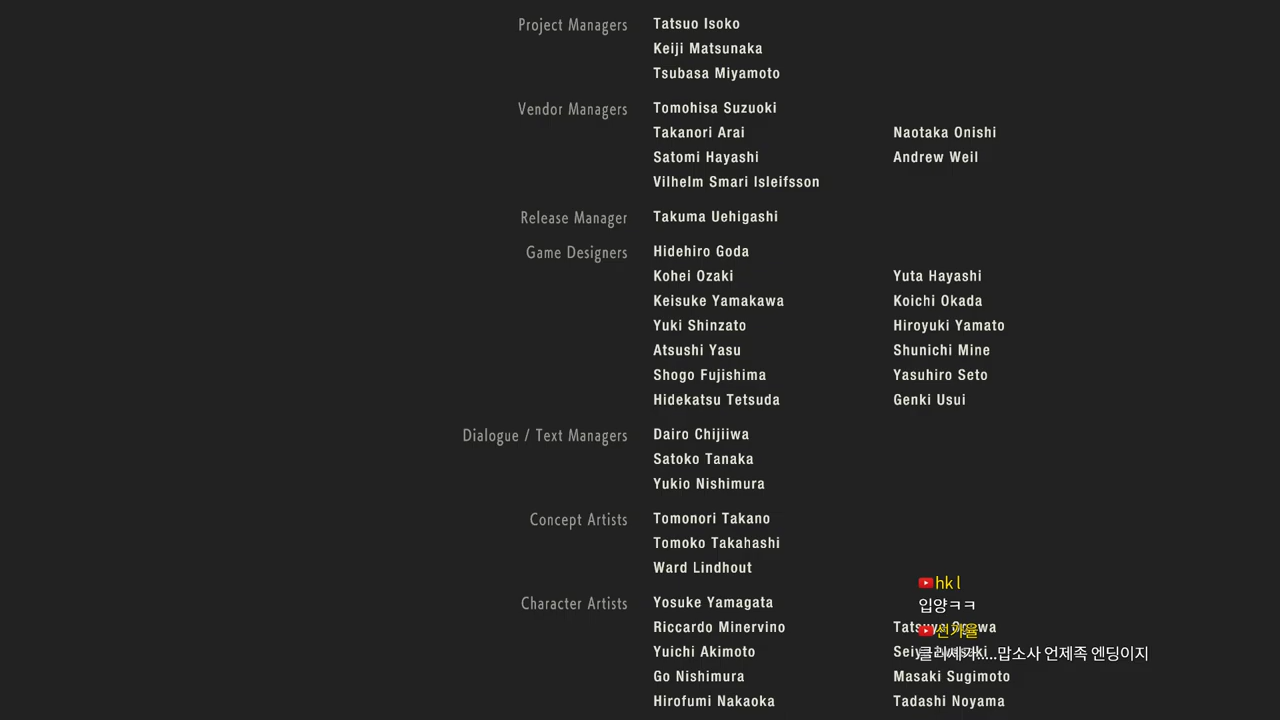 Project Managers Tatsuo Isoko
Keiji Matsunaka
Tsubasa Miyamoto
Vendor Managers Tomohisa Suzuoki
Takanori Arai Naotaka Onishi
Satomi Hayashi Andrew Weil
Vilhelm Smari Isleifsson
Release Manager Takuma Uehigashi
Game Designers Hidehiro Goda
Kohei Ozaki Yuta Hayashi
Keisuke Yamakawa Koichi Okada
Yuki Shinzato Hiroyuki Yamato
Atsushi Yasu Shunichi Mine
Shogo Fujishima Yasuhiro Seto
Hidekatsu Tetsuda Genki Usui
Dialogue / Text Managers Dairo Chijiiwa
Satoko Tanaka
Yukio Nishimura
Concept Artists Tomonori Takano
Tomoko Takahashi
Ward Lindhout
hk l
Character Artists Yosuke Yamagata
입양ㅋㅋ
Riccardo Minervino
Yuichi Akimoto
맙소사 언제족 엔딩이지
Go Nishimura Masaki Sugimoto
Hirofumi Nakaoka Tadashi Noyama